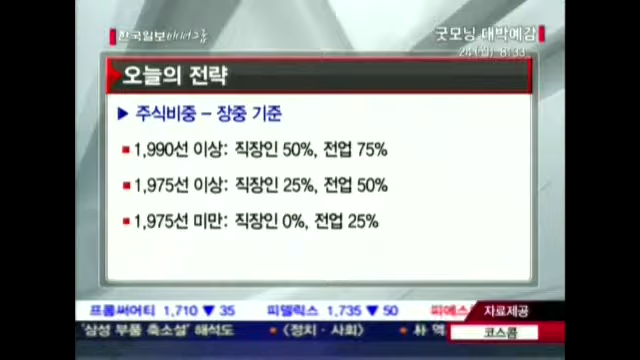 한국일보 미디어그룹
굿모닝 대박예감
24(월) 8:33
오늘의 전략
▶ 주식비중 – 장중 기준
1,990선 이상: 직장인 50%, 전업 75%
1,975선 이상: 직장인 25%, 전업 50%
1,975선 미만: 직장인 0%, 전업 25%
프롬써어티 1,710 ▼ 35 피델릭스 1,735 ▼ 50
자료제공
'삼성 부품 축소설' 해석도 • 〈정치·사회〉
코스콤